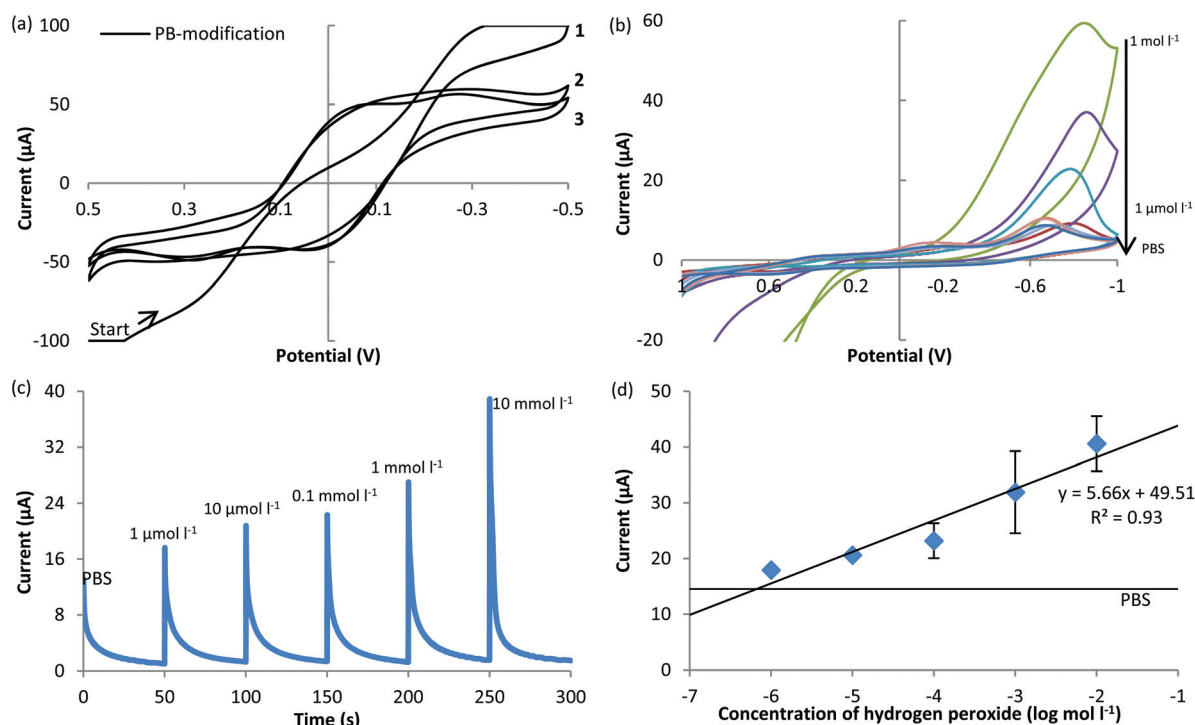 (a)
100
50
0
-50
-100
Current (µA)
PB-modification
1
2
3
0.5
0.3
0.1
0.1
-0.3
-0.5
Start
Potential (V)
(b)
60
40
20
0
-20
Current (µA)
1 mol l-1
1 µmol l-1
PBS
1
0.6
0.2
-0.2
-0.6
-1
Potential (V)
(c)
40
32
24
16
8
0
Current (µA)
PBS
1 µmol l-1
10 µmol l-1
0.1 mmol l-1
1 mmol l-1
10 mmol l-1
0
50
100
150
200
250
300
Time (s)
(d)
50
40
30
20
10
0
Current (µA)
y = 5.66x + 49.51
R² = 0.93
PBS
-7
-6
-5
-4
-3
-2
-1
Concentration of hydrogen peroxide (log mol l-1)